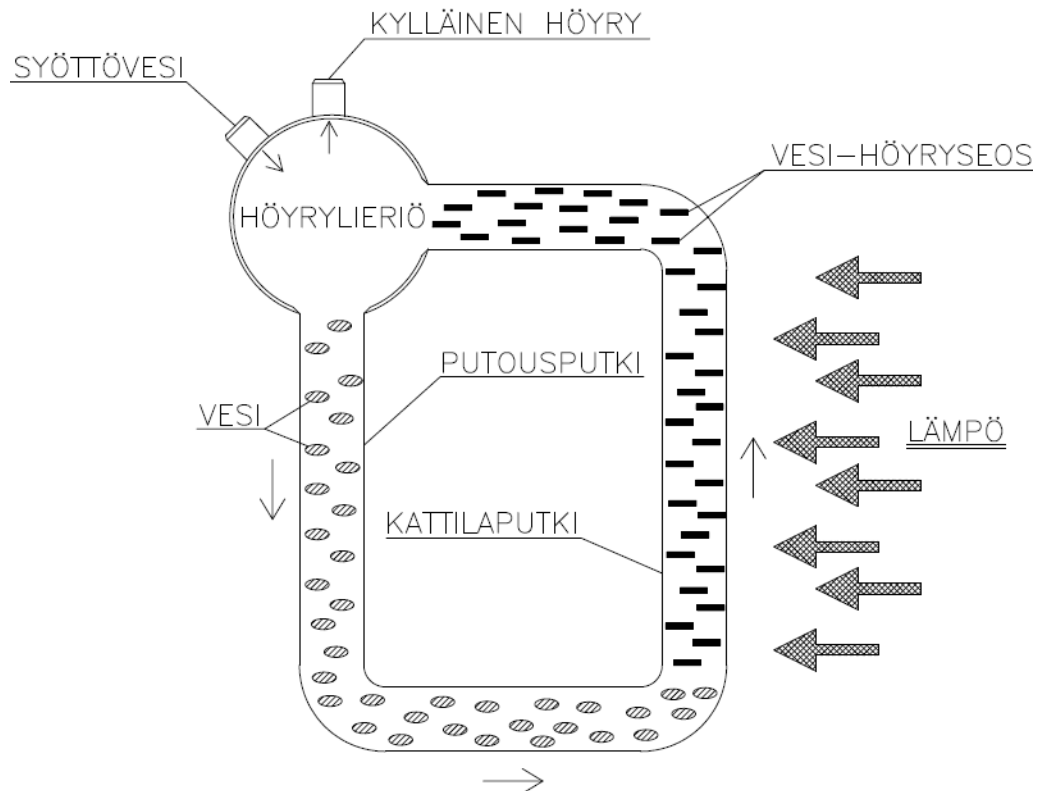 KYLLÄINEN HÖYRY
SYÖTTÖVESI
VESI-HÖYRYSEOS
HÖYRYLIERIÖ
PUTOUSPUTKI
VESI
LÄMPÖ
KATTILAPUTKI